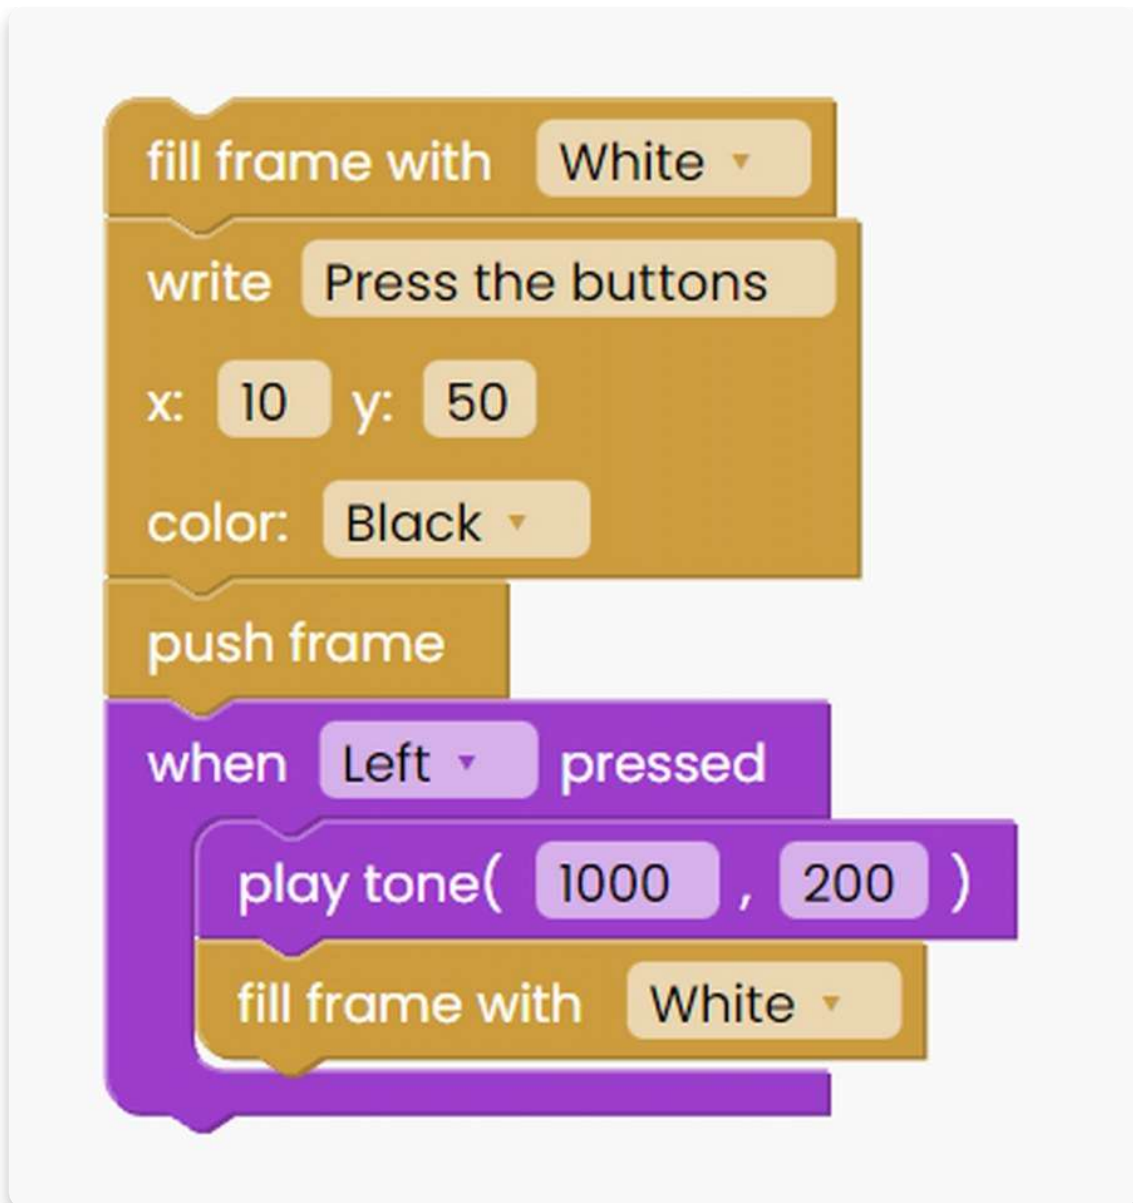 fill frame with White
write Press the buttons
x: 10 y: 50
color: Black
push frame
when Left pressed
play tone( 1000 , 200 )
fill frame with White